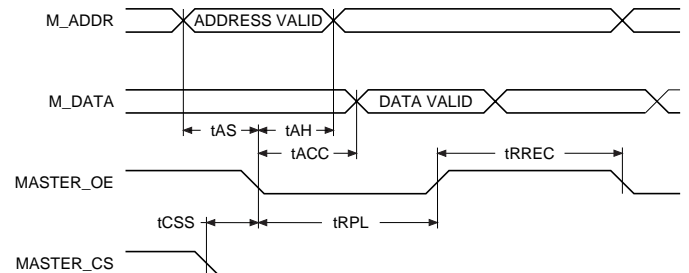 M_ADDR ADDRESS VALID
M_DATA DATA VALID
tAS tAH
tACC tRREC
MASTER_OE
tCSS tRPL
MASTER_CS